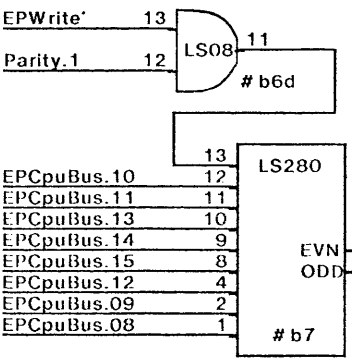 EPWrite' 13
11
LS08
Parity.1 12
# b6d
13
LS280
EPCpuBus.10 12
EPCpuBus.11 11
EPCpuBus.13 10
EPCpuBus.14 9
EVN
EPCpuBus.15 8
ODD
EPCpuBus.12 4
EPCpuBus.09 2
EPCpuBus.08 1
# b7